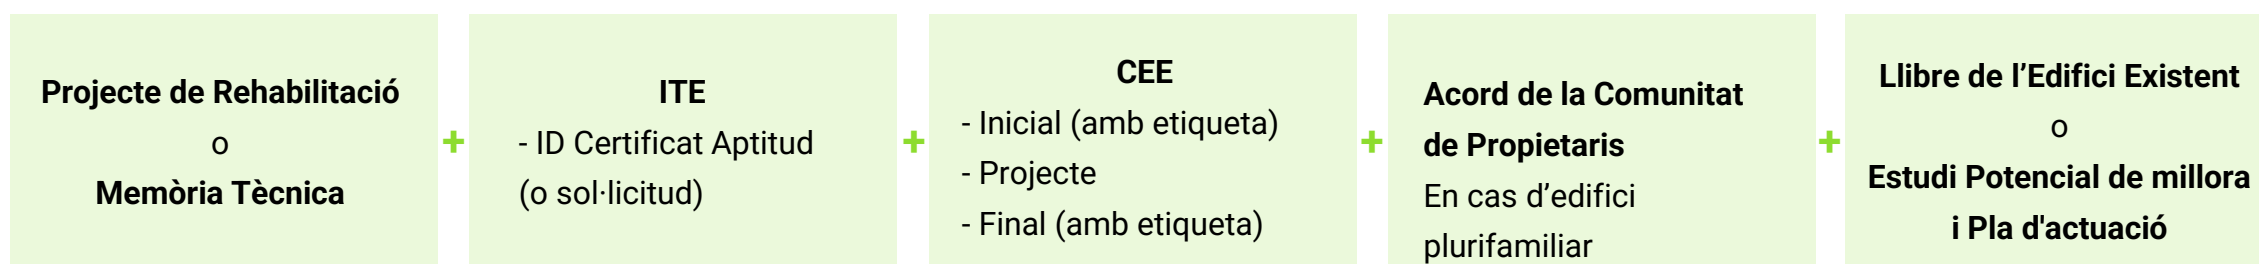 Projecte de Rehabilitació
o
Memòria Tècnica
+
ITE
- ID Certificat Aptitud
(o sol·licitud)
+
CEE
- Inicial (amb etiqueta)
- Projecte
- Final (amb etiqueta)
+
Acord de la Comunitat
de Propietaris
En cas d’edifici
plurifamiliar
+
Llibre de l’Edifici Existent
o
Estudi Potencial de millora
i Pla d'actuació